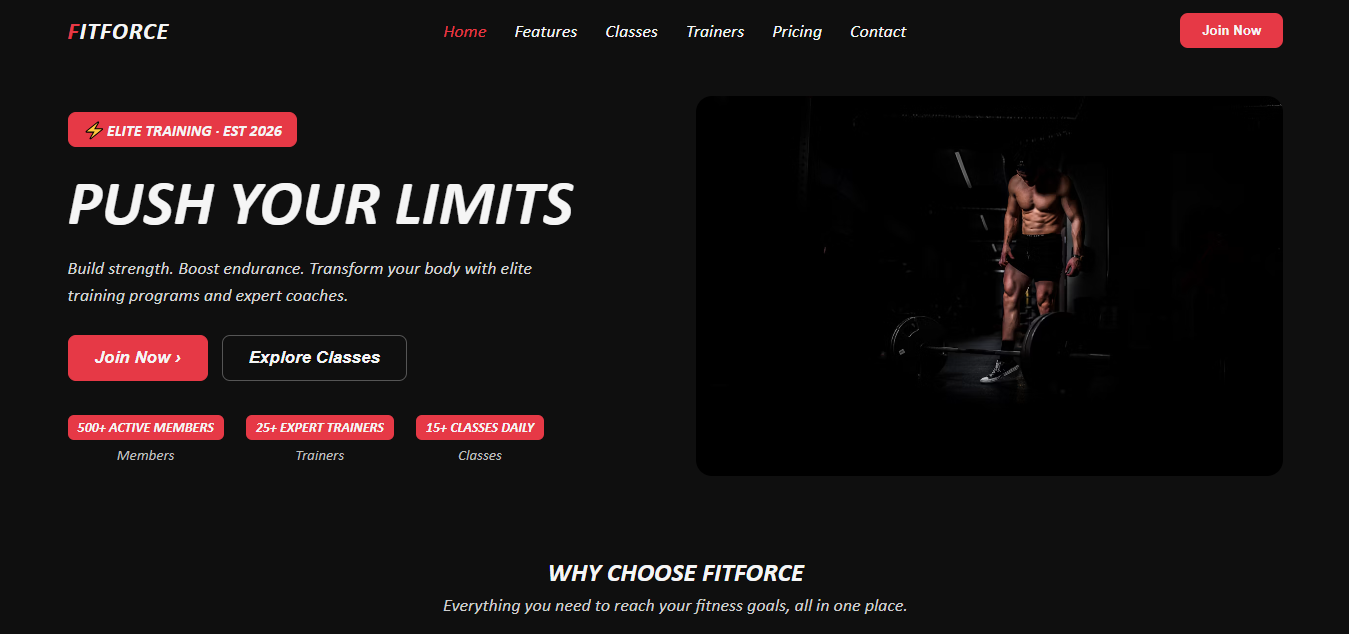 FITFORCE
Home Features Classes Trainers Pricing Contact
Join Now
⚡ ELITE TRAINING · EST 2026
PUSH YOUR LIMITS
Build strength. Boost endurance. Transform your body with elite
training programs and expert coaches.
Join Now ›
Explore Classes
500+ ACTIVE MEMBERS
Members
25+ EXPERT TRAINERS
Trainers
15+ CLASSES DAILY
Classes
WHY CHOOSE FITFORCE
Everything you need to reach your fitness goals, all in one place.